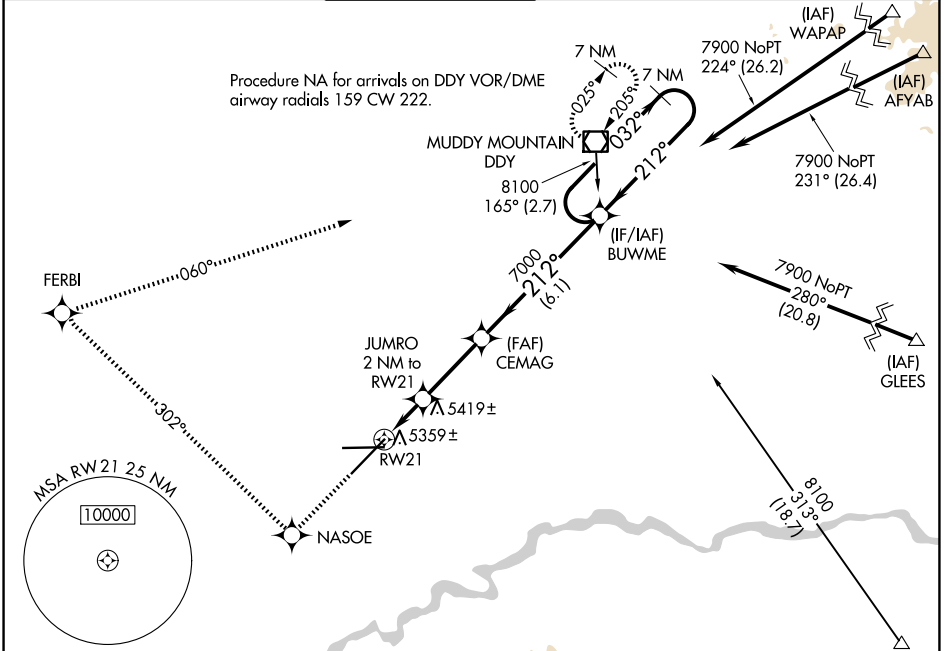 (IAF)
WAPAP
7900 NoPT
224° (26.2)
(IAF)
AFYAB
7900 NoPT
231° (26.4)
Procedure NA for arrivals on DDY VOR/DME
airway radials 159 CW 222.
7 NM
7 NM
025°
205°
032°
212°
MUDDY MOUNTAIN
DDY
8100
165° (2.7)
(IF/IAF)
BUWME
7000
212°
(6.1)
060°
FERBI
7900 NoPT
280°
(20.8)
(IAF)
GLEES
(FAF)
CEMAG
JUMRO
2 NM to
RW21
5419±
5359±
RW21
302°
8100
313°
(18.7)
MSA RW21 25 NM
10000
NASOE